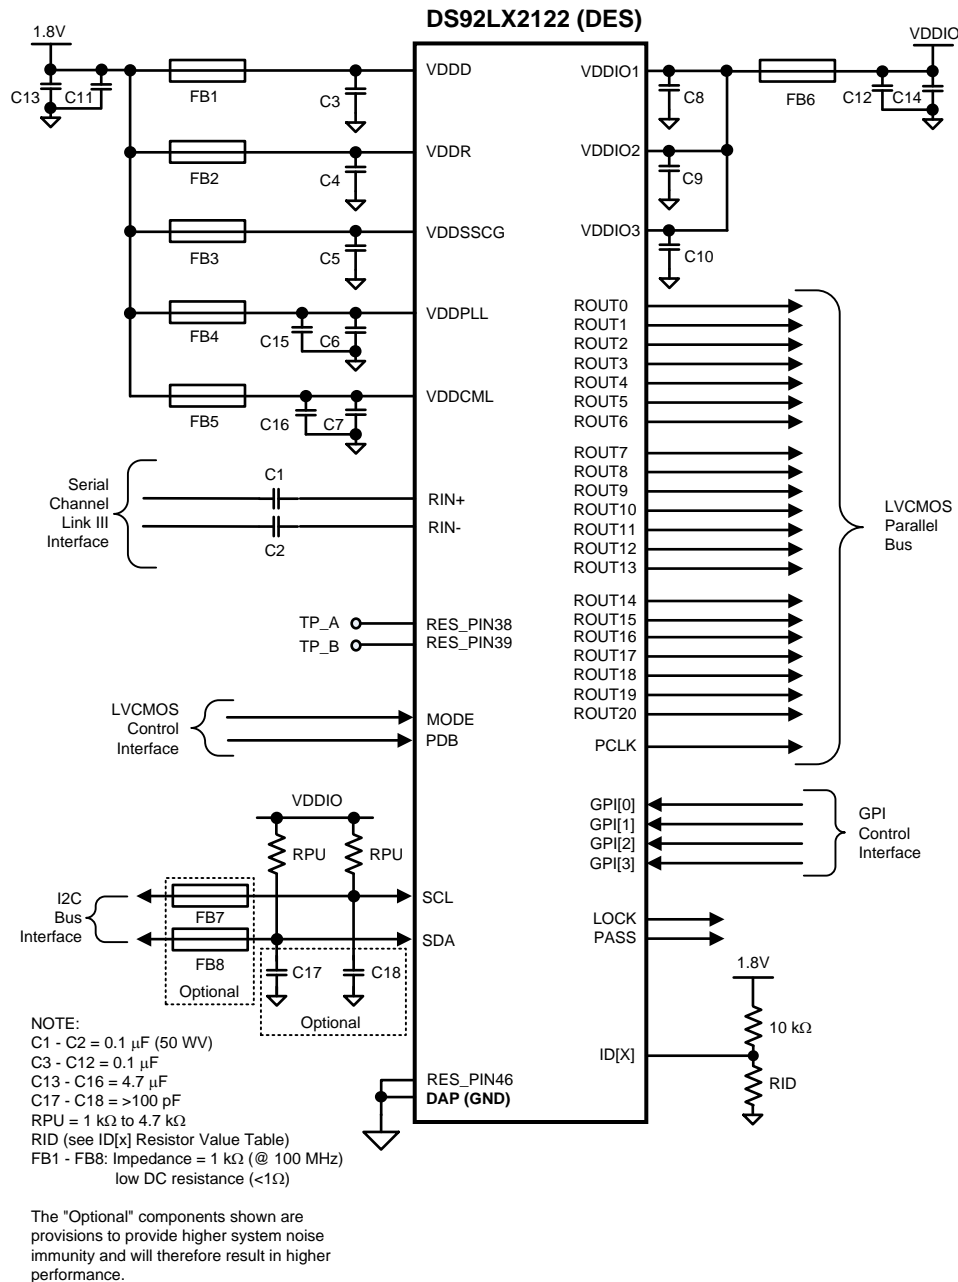 DS92LX2122 (DES)
1.8V
VDDIO
C13
C11
FB1
C3
VDDD
VDDIO1
C8
FB6
C12
C14
FB2
C4
VDDR
VDDIO2
C9
FB3
C5
VDDSSCG
VDDIO3
C10
FB4
C15
C6
VDDPLL
FB5
C16
C7
VDDCML
ROUT0
ROUT1
ROUT2
ROUT3
ROUT4
ROUT5
ROUT6
ROUT7
ROUT8
ROUT9
ROUT10
ROUT11
ROUT12
ROUT13
ROUT14
ROUT15
ROUT16
ROUT17
ROUT18
ROUT19
ROUT20
PCLK
LVCMOS
Parallel
Bus
Serial
Channel
Link III
Interface
C1
C2
RIN+
RIN-
TP_A
TP_B
RES_PIN38
RES_PIN39
LVCMOS
Control
Interface
MODE
PDB
GPI[0]
GPI[1]
GPI[2]
GPI[3]
GPI
Control
Interface
VDDIO
RPU
RPU
I2C
Bus
Interface
FB7
FB8
Optional
SCL
SDA
C17
C18
Optional
LOCK
PASS
1.8V
10 kΩ
ID[X]
RID
RES_PIN46
DAP (GND)
NOTE:
C1 - C2 = 0.1 μF (50 WV)
C3 - C12 = 0.1 μF
C13 - C16 = 4.7 μF
C17 - C18 = >100 pF
RPU = 1 kΩ to 4.7 kΩ
RID (see ID[x] Resistor Value Table)
FB1 - FB8: Impedance = 1 kΩ (@ 100 MHz)
low DC resistance (<1Ω)
The "Optional" components shown are
provisions to provide higher system noise
immunity and will therefore result in higher
performance.